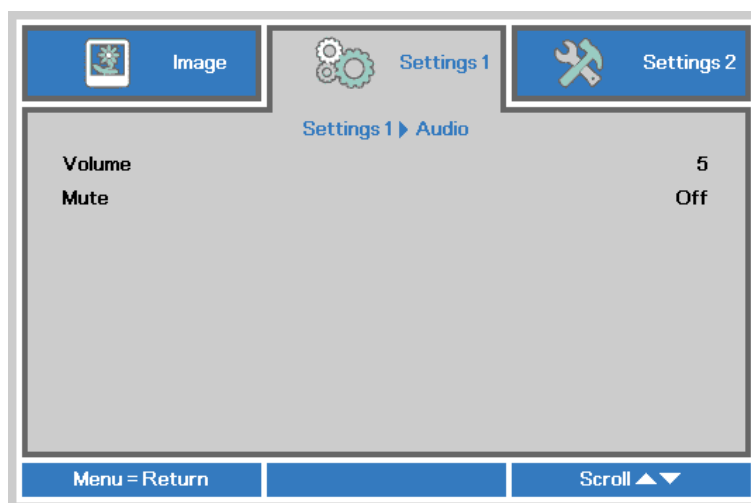 Image
Settings 1
Settings 2
Settings 1 ▶ Audio
Volume 5
Mute Off
Menu = Return
Scroll ▲▼